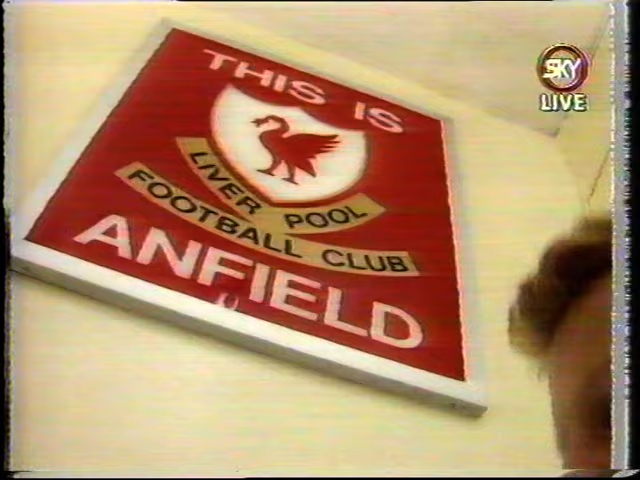 THIS IS
LIVER POOL
FOOTBALL CLUB
ANFIELD
SKY
LIVE